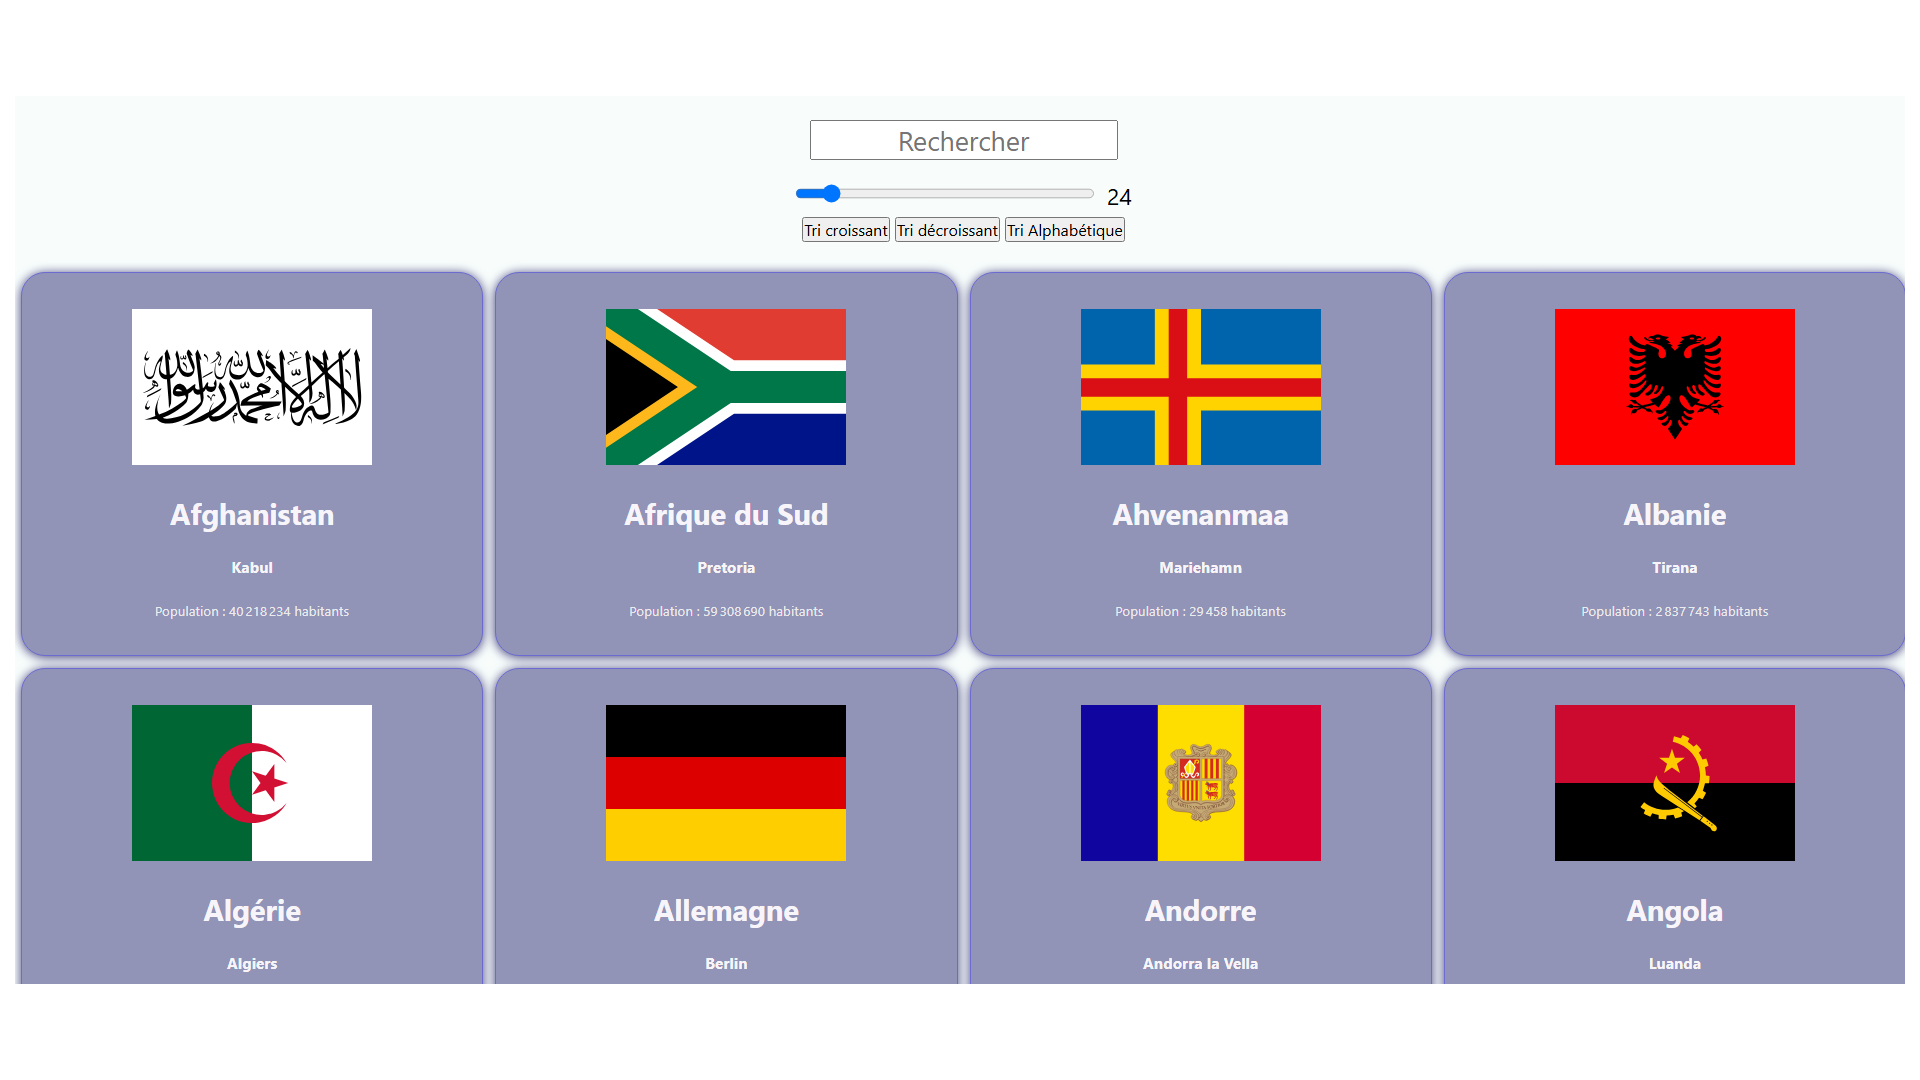 Rechercher
24
Tri croissant Tri décroissant Tri Alphabétique
لا إله إلا الله محمد رسول الله
Afghanistan
Kabul
Population : 40 218 234 habitants
Afrique du Sud
Pretoria
Population : 59 308 690 habitants
Ahvenanmaa
Mariehamn
Population : 29 458 habitants
Albanie
Tirana
Population : 2 837 743 habitants
Algérie
Algiers
Allemagne
Berlin
Andorre
Andorra la Vella
Angola
Luanda